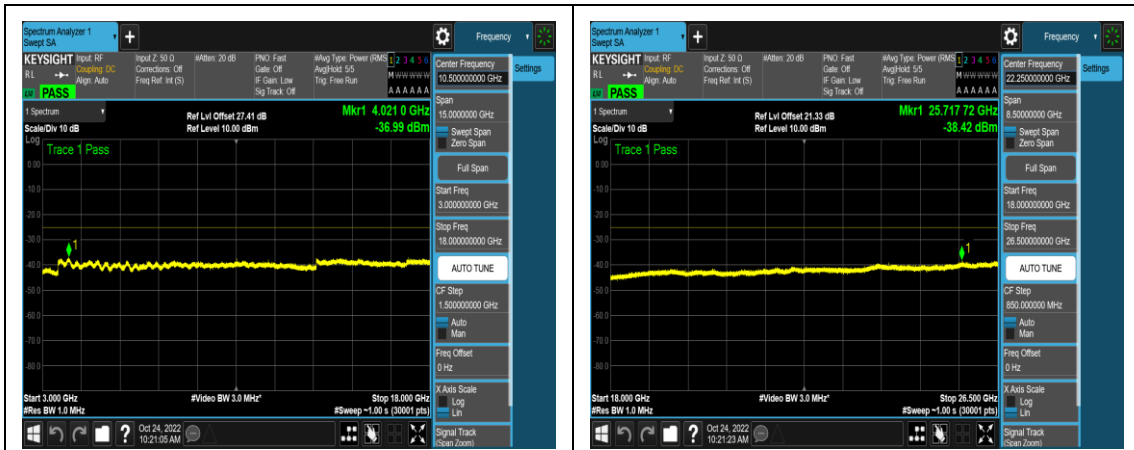 Spectrum Analyzer 1
Swept SA
Frequency
KEYSIGHT
Input: RF
Coupling: DC
Align: Auto
Input Z: 50 Ω
Corrections: Off
Freq Ref: Int (S)
#Atten: 20 dB
PNO: Fast
Gate: Off
IF Gain: Low
Sig Track: Off
#Avg Type: Power (RMS
Avg|Hold: 5/5
Trig: Free Run
1 2 3 4 5 6
M W W W W W
A A A A A A
RL
LXI
PASS
1 Spectrum
Scale/Div 10 dB
Ref Lvl Offset 27.41 dB
Ref Level 10.00 dBm
Mkr1 4.021 0 GHz
-36.99 dBm
Log
Trace 1 Pass
0.00
-10.0
-20.0
-30.0
-40.0
-50.0
-60.0
-70.0
-80.0
1
Start 3.000 GHz
#Res BW 1.0 MHz
#Video BW 3.0 MHz*
Stop 18.000 GHz
#Sweep ~1.00 s (30001 pts)
Oct 24, 2022
10:21:05 AM
Center Frequency
10.500000000 GHz
Settings
Span
15.0000000 GHz
Swept Span
Zero Span
Full Span
Start Freq
3.000000000 GHz
Stop Freq
18.000000000 GHz
AUTO TUNE
CF Step
1.500000000 GHz
Auto
Man
Freq Offset
0 Hz
X Axis Scale
Log
Lin
Signal Track
(Span Zoom)
Spectrum Analyzer 1
Swept SA
Frequency
KEYSIGHT
Input: RF
Coupling: DC
Align: Auto
Input Z: 50 Ω
Corrections: Off
Freq Ref: Int (S)
#Atten: 20 dB
PNO: Fast
Gate: Off
IF Gain: Low
Sig Track: Off
#Avg Type: Power (RMS
Avg|Hold: 5/5
Trig: Free Run
1 2 3 4 5 6
M W W W W W
A A A A A A
RL
LXI
PASS
1 Spectrum
Scale/Div 10 dB
Ref Lvl Offset 21.33 dB
Ref Level 10.00 dBm
Mkr1 25.717 72 GHz
-38.42 dBm
Log
Trace 1 Pass
0.00
-10.0
-20.0
-30.0
-40.0
-50.0
-60.0
-70.0
-80.0
1
Start 18.000 GHz
#Res BW 1.0 MHz
#Video BW 3.0 MHz*
Stop 26.500 GHz
#Sweep ~1.00 s (30001 pts)
Oct 24, 2022
10:21:23 AM
Center Frequency
22.250000000 GHz
Settings
Span
8.50000000 GHz
Swept Span
Zero Span
Full Span
Start Freq
18.000000000 GHz
Stop Freq
26.500000000 GHz
AUTO TUNE
CF Step
850.000000 MHz
Auto
Man
Freq Offset
0 Hz
X Axis Scale
Log
Lin
Signal Track
(Span Zoom)